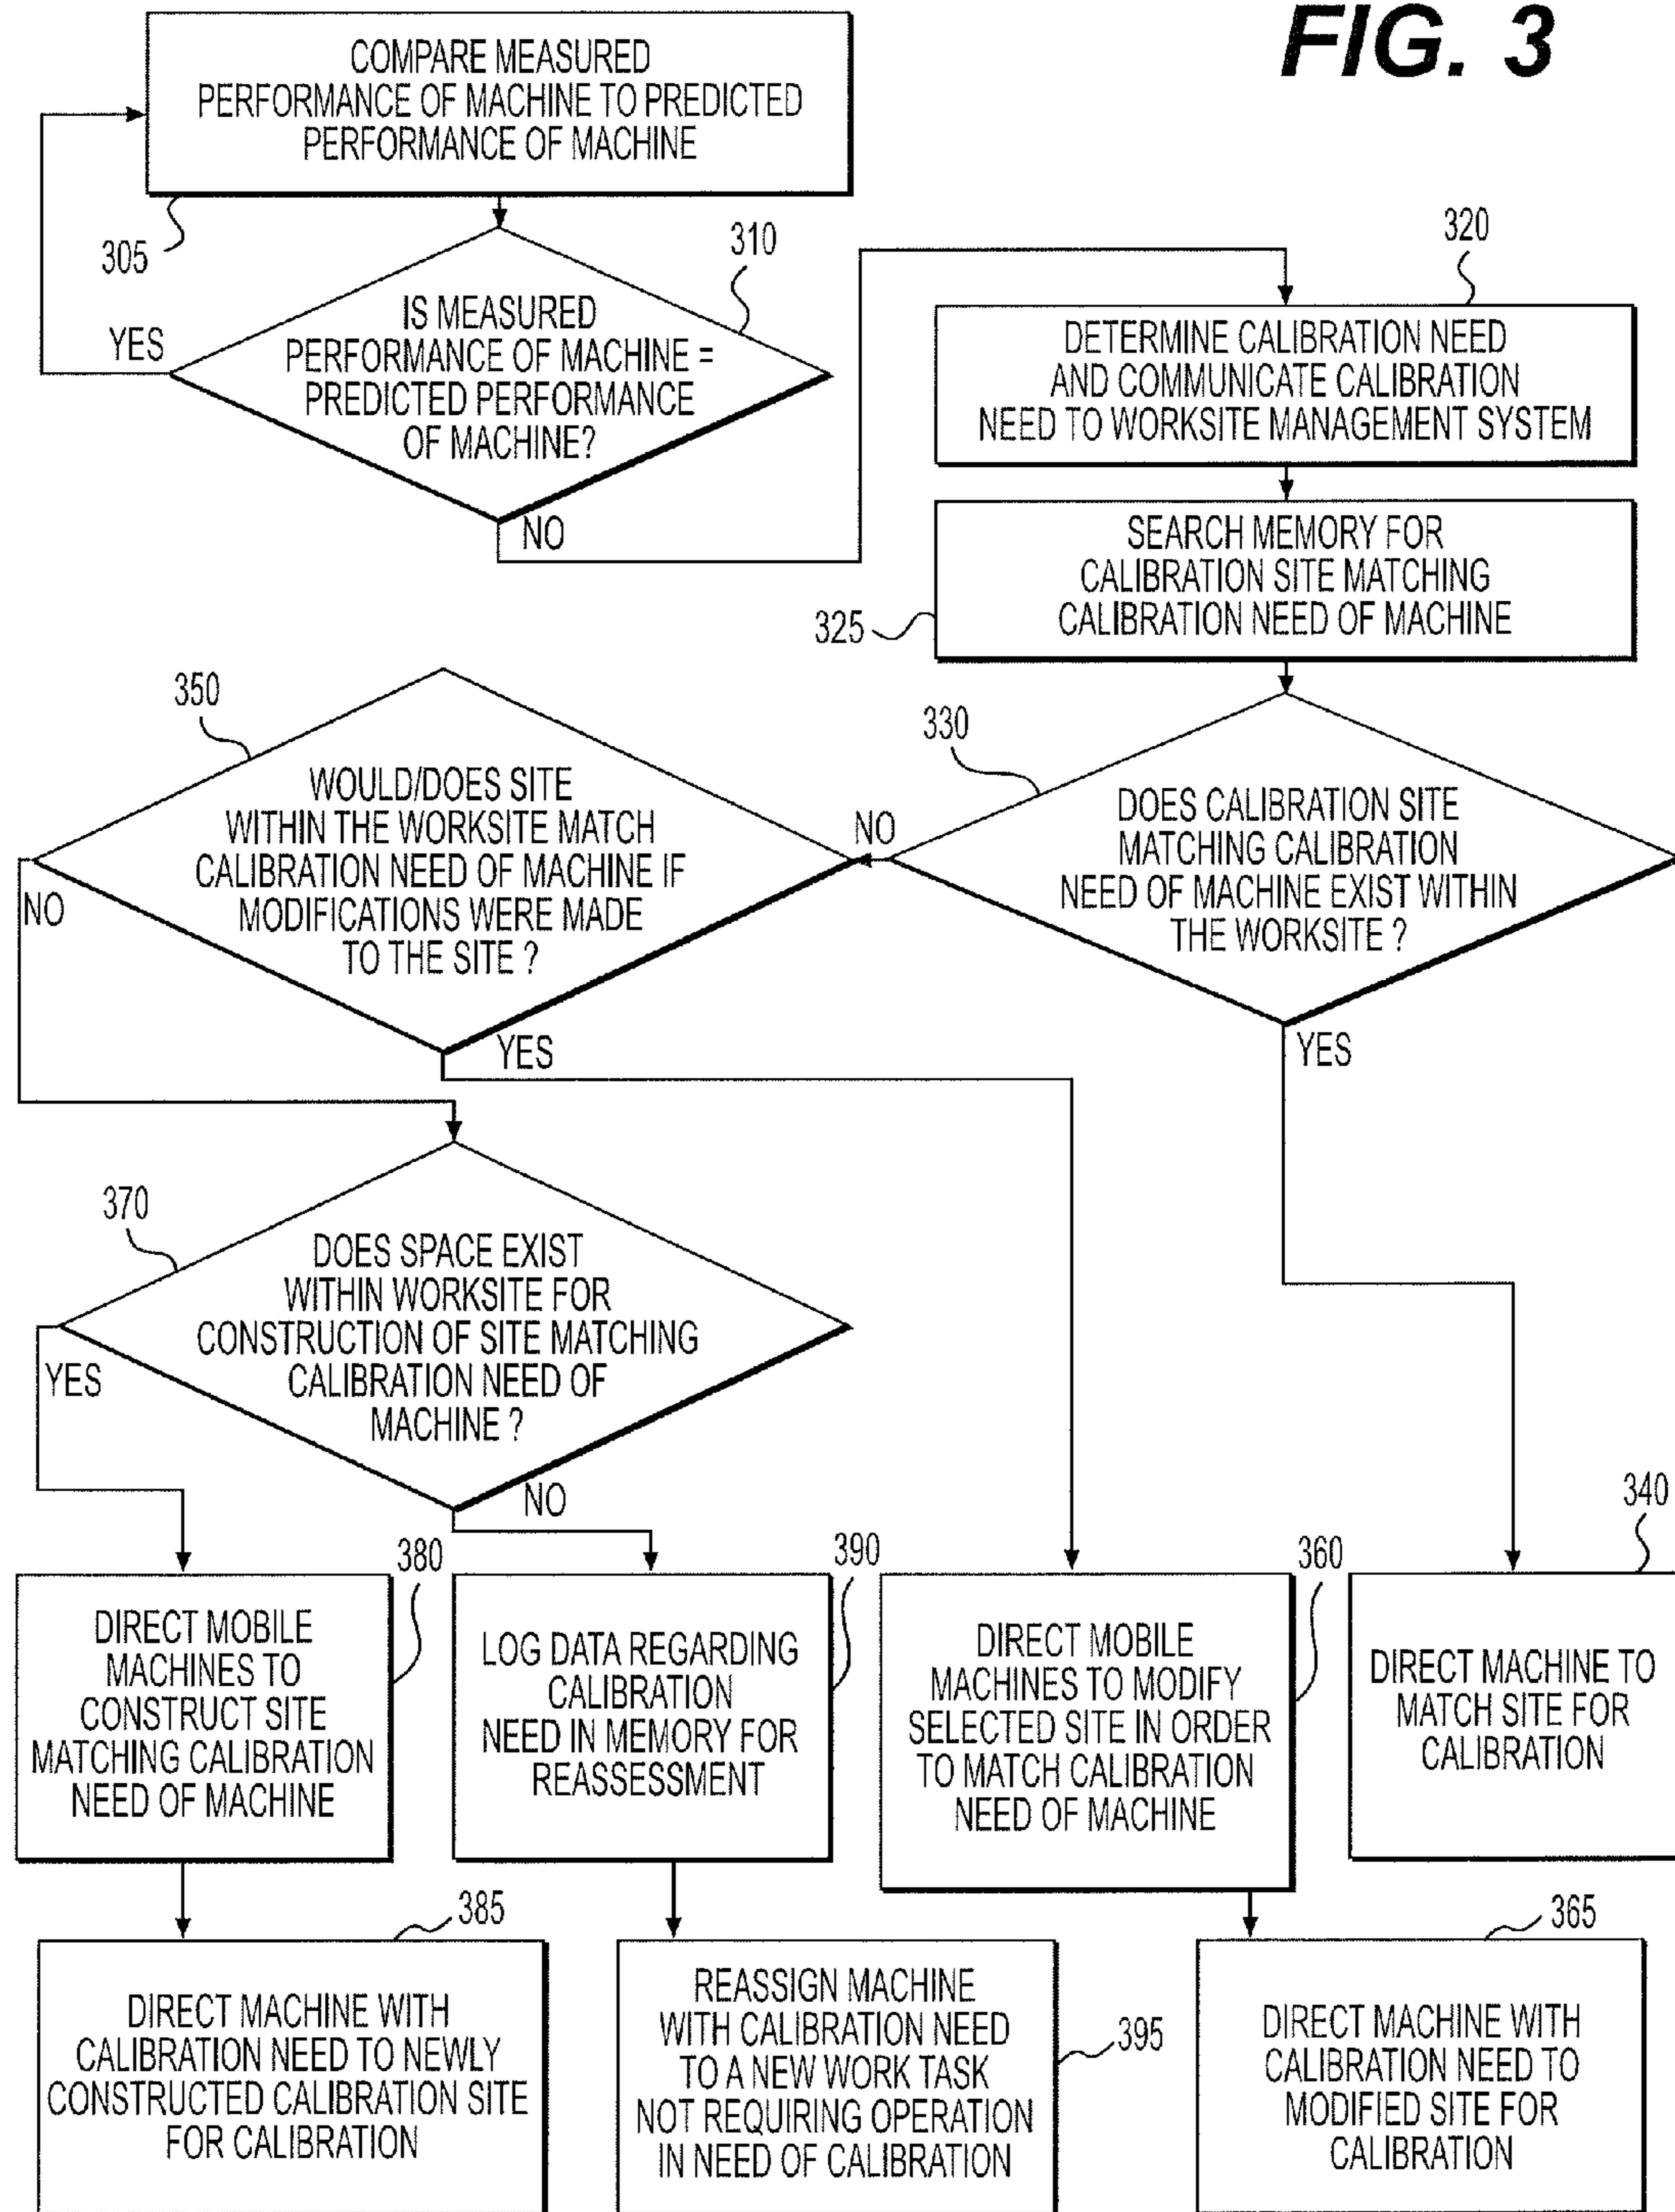 FIG. 3
COMPARE MEASURED
PERFORMANCE OF MACHINE TO PREDICTED
PERFORMANCE OF MACHINE
305
310
IS MEASURED
PERFORMANCE OF MACHINE =
PREDICTED PERFORMANCE
OF MACHINE?
YES
NO
320
DETERMINE CALIBRATION NEED
AND COMMUNICATE CALIBRATION
NEED TO WORKSITE MANAGEMENT SYSTEM
SEARCH MEMORY FOR
CALIBRATION SITE MATCHING
CALIBRATION NEED OF MACHINE
325
330
DOES CALIBRATION SITE
MATCHING CALIBRATION
NEED OF MACHINE EXIST WITHIN
THE WORKSITE ?
NO
YES
350
WOULD/DOES SITE
WITHIN THE WORKSITE MATCH
CALIBRATION NEED OF MACHINE IF
MODIFICATIONS WERE MADE
TO THE SITE ?
NO
YES
370
DOES SPACE EXIST
WITHIN WORKSITE FOR
CONSTRUCTION OF SITE MATCHING
CALIBRATION NEED OF
MACHINE ?
YES
NO
380
DIRECT MOBILE
MACHINES TO
CONSTRUCT SITE
MATCHING CALIBRATION
NEED OF MACHINE
390
LOG DATA REGARDING
CALIBRATION
NEED IN MEMORY FOR
REASSESSMENT
360
DIRECT MOBILE
MACHINES TO MODIFY
SELECTED SITE IN ORDER
TO MATCH CALIBRATION
NEED OF MACHINE
340
DIRECT MACHINE TO
MATCH SITE FOR
CALIBRATION
385
DIRECT MACHINE WITH
CALIBRATION NEED TO NEWLY
CONSTRUCTED CALIBRATION SITE
FOR CALIBRATION
REASSIGN MACHINE
WITH CALIBRATION NEED
TO A NEW WORK TASK
NOT REQUIRING OPERATION
IN NEED OF CALIBRATION
395
365
DIRECT MACHINE WITH
CALIBRATION NEED TO
MODIFIED SITE FOR
CALIBRATION